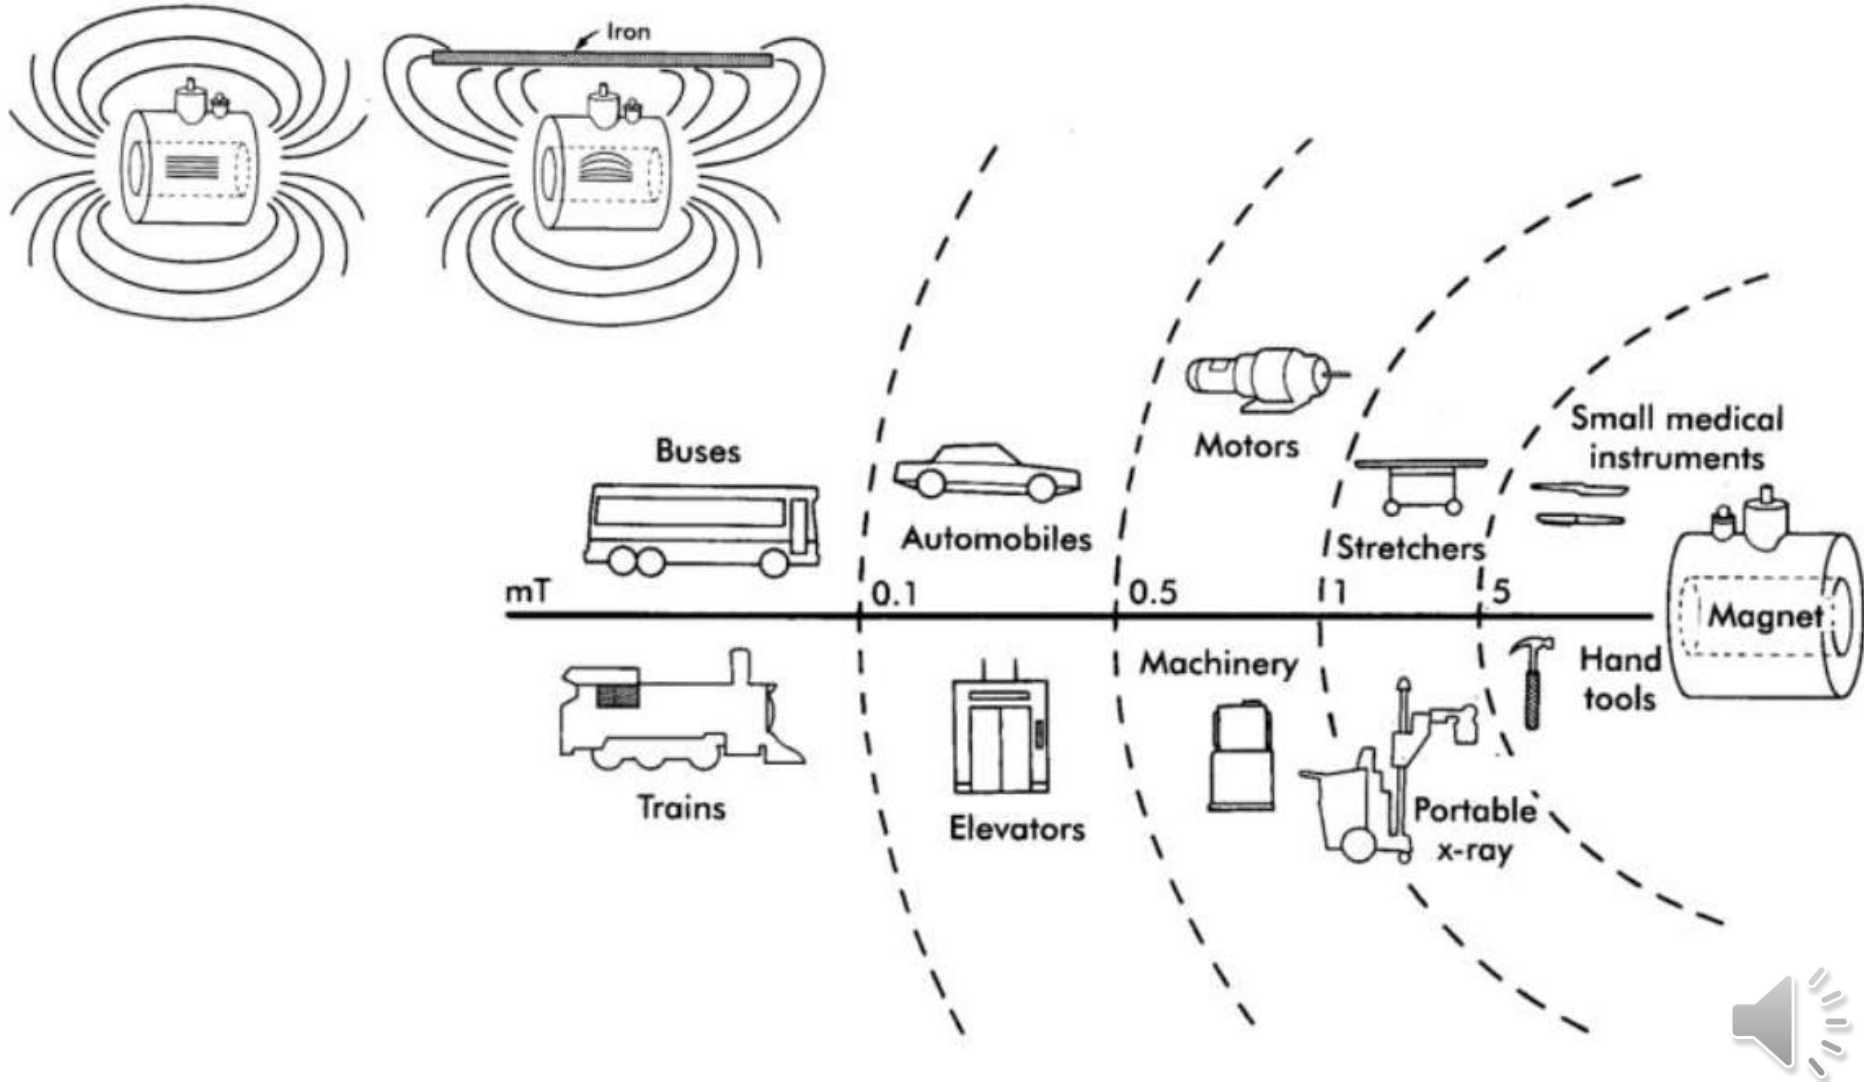 Iron
Small medical
instruments
Motors
Buses
Automobiles
Stretchers
mT
0.1
0.5
1
5
Magnet
Machinery
Hand
tools
Trains
Elevators
Portable
x-ray